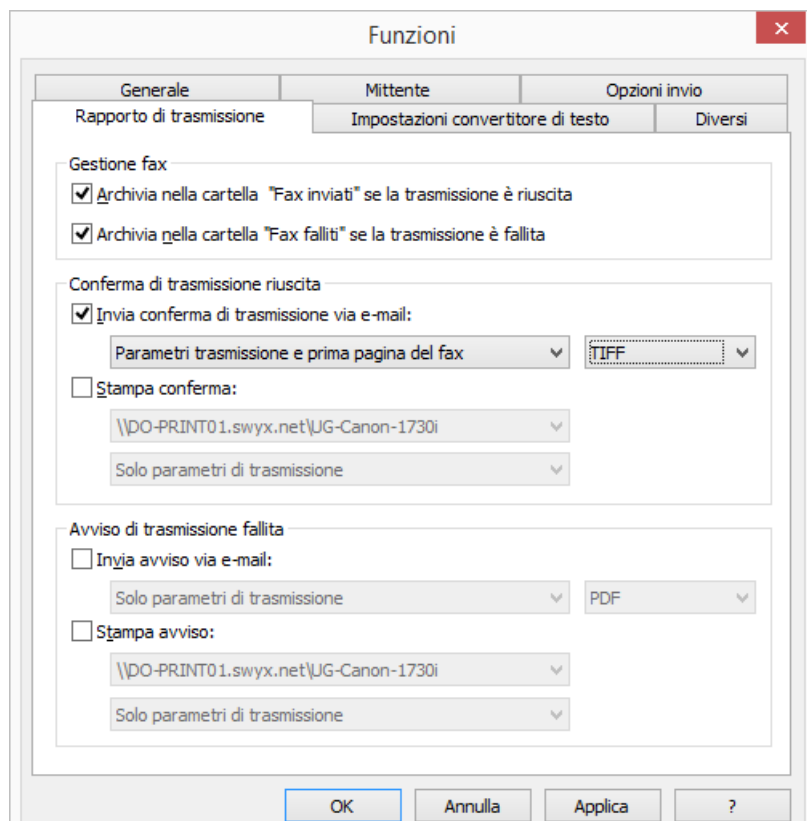 Funzioni
Generale Mittente Opzioni invio
Rapporto di trasmissione Impostazioni convertitore di testo Diversi
Gestione fax
Archivia nella cartella "Fax inviati" se la trasmissione è riuscita
Archivia nella cartella "Fax falliti" se la trasmissione è fallita
Conferma di trasmissione riuscita
Invia conferma di trasmissione via e-mail:
Parametri trasmissione e prima pagina del fax TIFF
Stampa conferma:
\\DO-PRINT01.swyx.net\UG-Canon-1730i
Solo parametri di trasmissione
Avviso di trasmissione fallita
Invia avviso via e-mail:
Solo parametri di trasmissione PDF
Stampa avviso:
\\DO-PRINT01.swyx.net\UG-Canon-1730i
Solo parametri di trasmissione
OK Annulla Applica ?